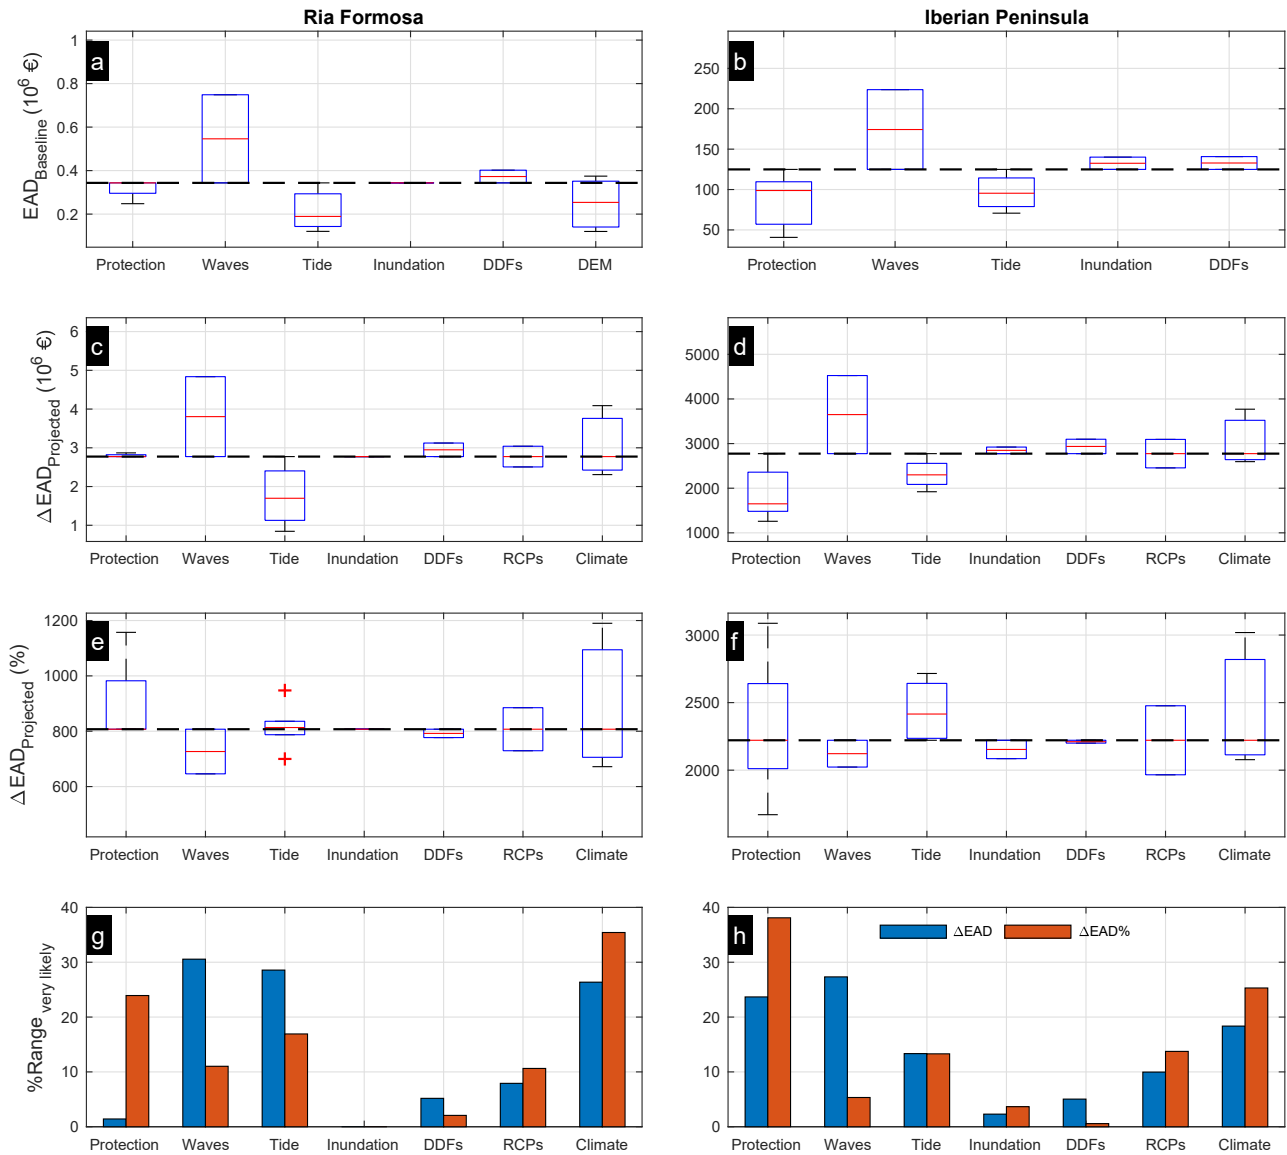 Ria Formosa
Iberian Peninsula
a
EAD_Baseline (10^6 €)
1
0.8
0.6
0.4
0.2
Protection Waves Tide Inundation DDFs DEM
b
250
200
150
100
50
Protection Waves Tide Inundation DDFs
c
ΔEAD_Projected (10^6 €)
6
5
4
3
2
1
Protection Waves Tide Inundation DDFs RCPs Climate
d
5000
4000
3000
2000
1000
Protection Waves Tide Inundation DDFs RCPs Climate
e
ΔEAD_Projected (%)
1200
1000
800
600
Protection Waves Tide Inundation DDFs RCPs Climate
f
3000
2500
2000
Protection Waves Tide Inundation DDFs RCPs Climate
g
%Range_very likely
40
30
20
10
0
Protection Waves Tide Inundation DDFs RCPs Climate
h
ΔEAD ΔEAD%
40
30
20
10
0
Protection Waves Tide Inundation DDFs RCPs Climate